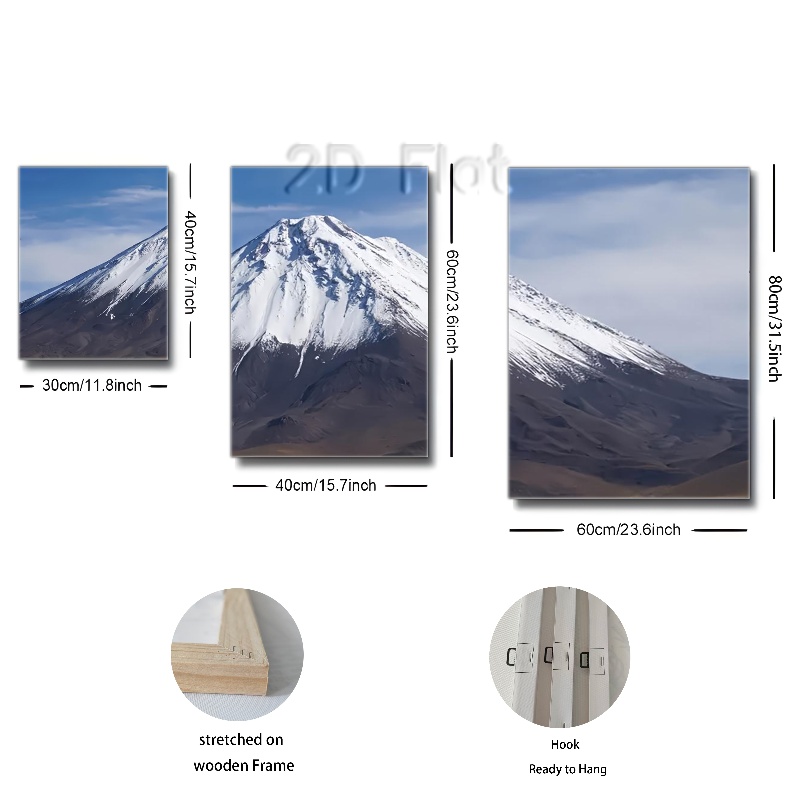 2D Flat
40cm/15.7inch
60cm/23.6inch
80cm/31.5inch
30cm/11.8inch
40cm/15.7inch
60cm/23.6inch
stretched on
wooden Frame
Hook
Ready to Hang